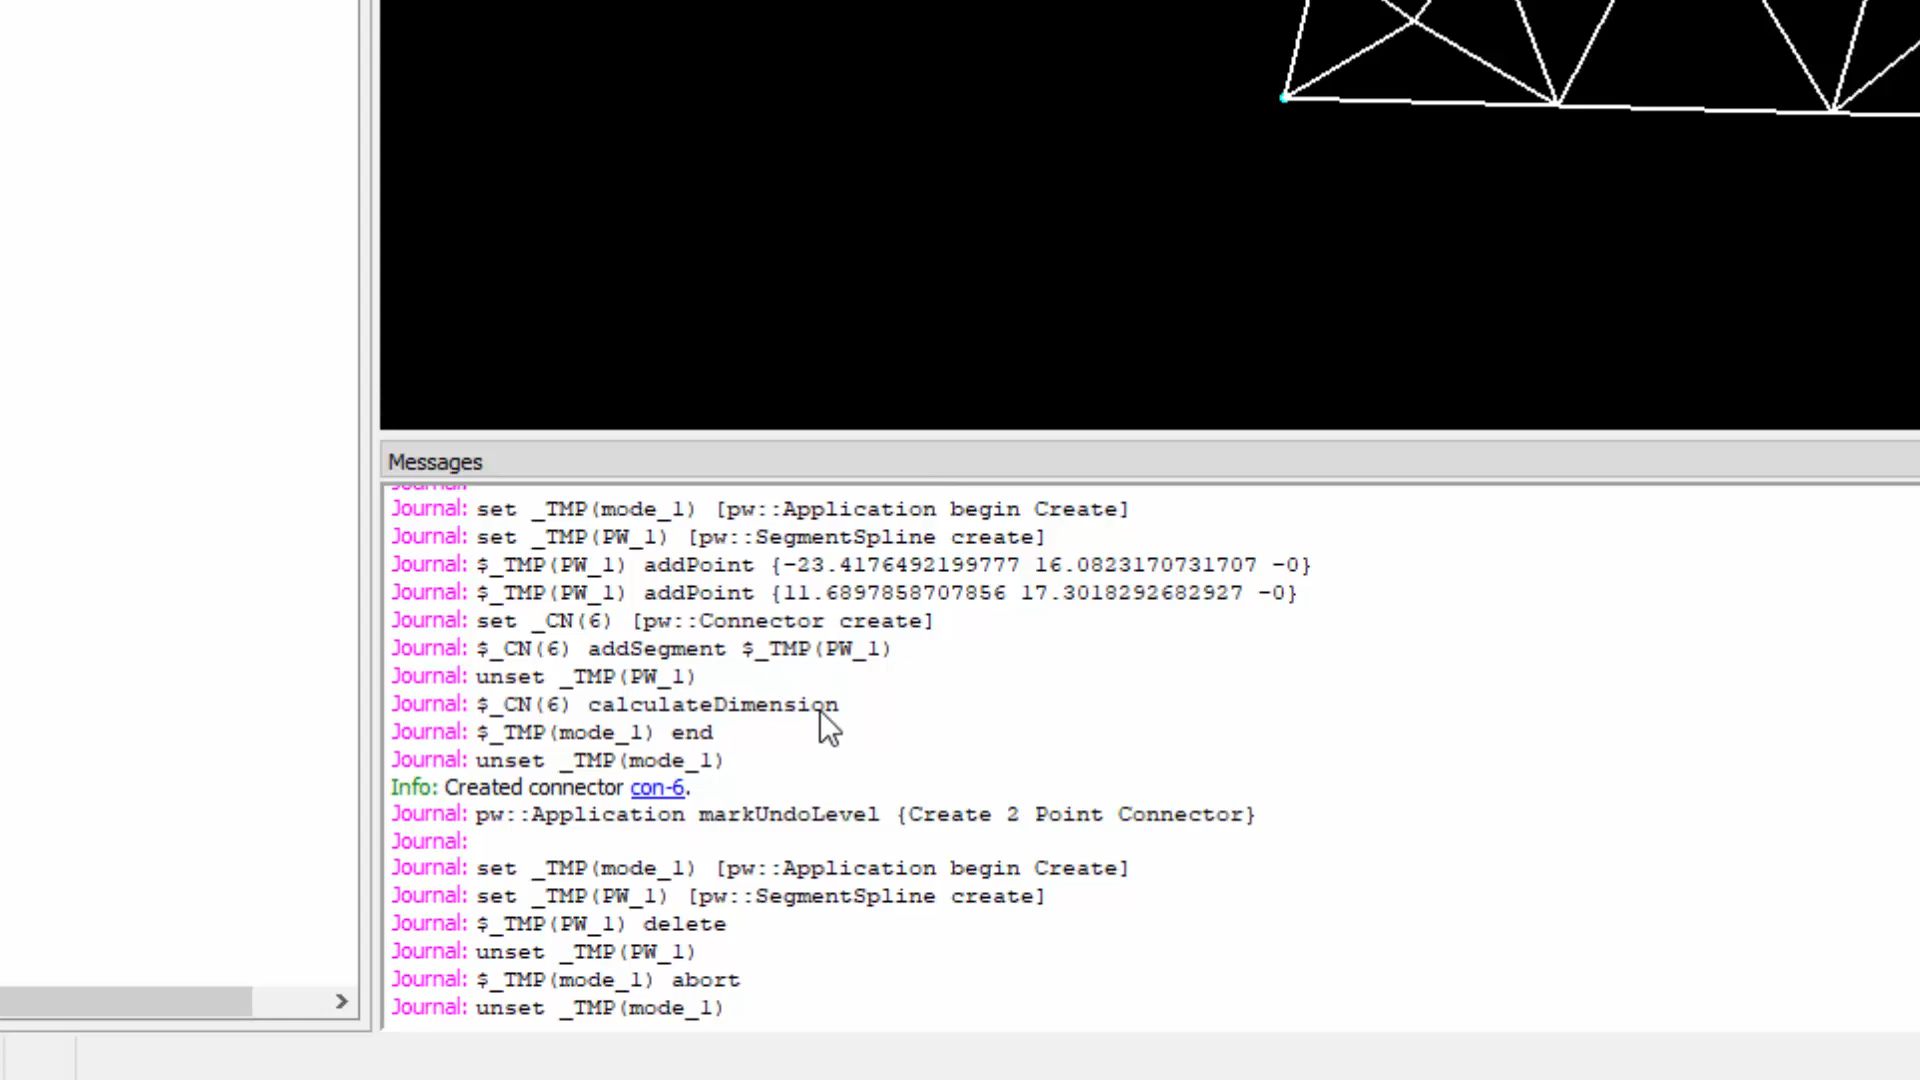 Messages
Journal:
Journal: set _TMP(mode_1) [pw::Application begin Create]
Journal: set _TMP(PW_1) [pw::SegmentSpline create]
Journal: $_TMP(PW_1) addPoint {-23.4176492199777 16.0823170731707 -0}
Journal: $_TMP(PW_1) addPoint {11.6897858707856 17.3018292682927 -0}
Journal: set _CN(6) [pw::Connector create]
Journal: $_CN(6) addSegment $_TMP(PW_1)
Journal: unset _TMP(PW_1)
Journal: $_CN(6) calculateDimension
Journal: $_TMP(mode_1) end
Journal: unset _TMP(mode_1)
Info: Created connector con-6.
Journal: pw::Application markUndoLevel {Create 2 Point Connector}
Journal:
Journal: set _TMP(mode_1) [pw::Application begin Create]
Journal: set _TMP(PW_1) [pw::SegmentSpline create]
Journal: $_TMP(PW_1) delete
Journal: unset _TMP(PW_1)
Journal: $_TMP(mode_1) abort
Journal: unset _TMP(mode_1)